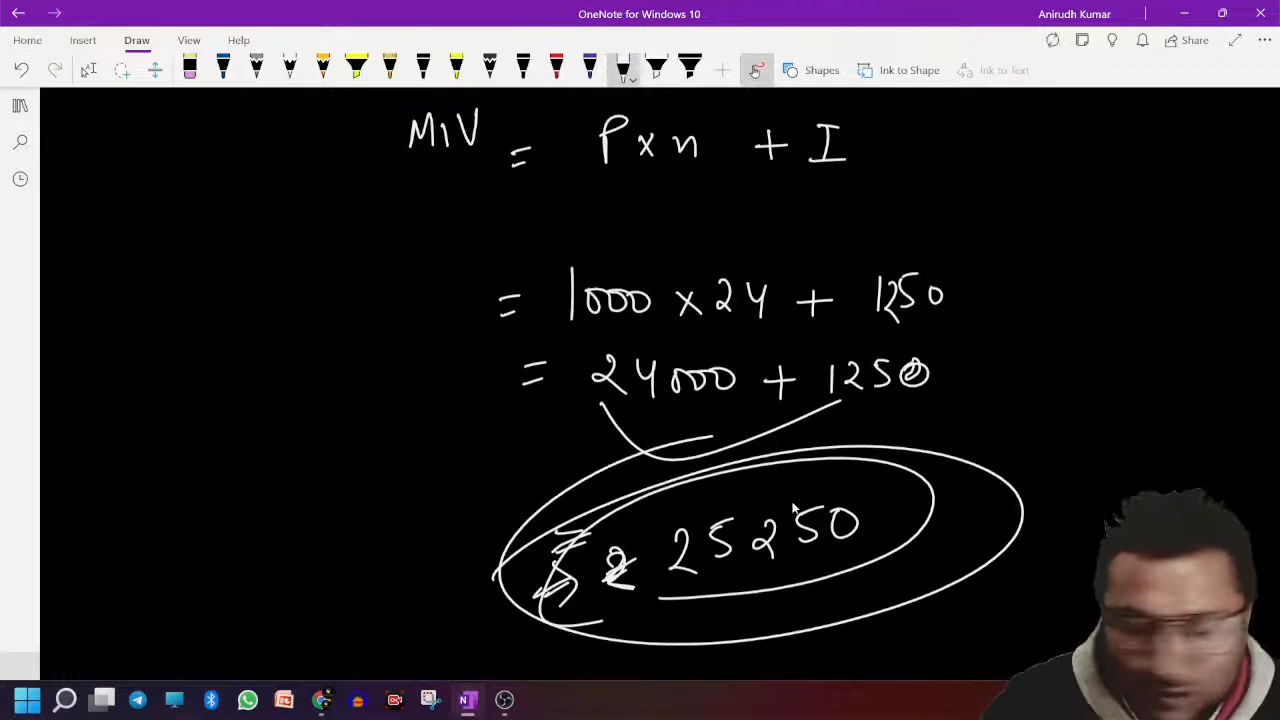 OneNote for Windows 10
Anirudh Kumar
Home Insert Draw View Help
Share
Shapes Ink to Shape Ink to Text
M1V = P x n + I
= 1000 x 24 + 1250
= 24000 + 1250
25250